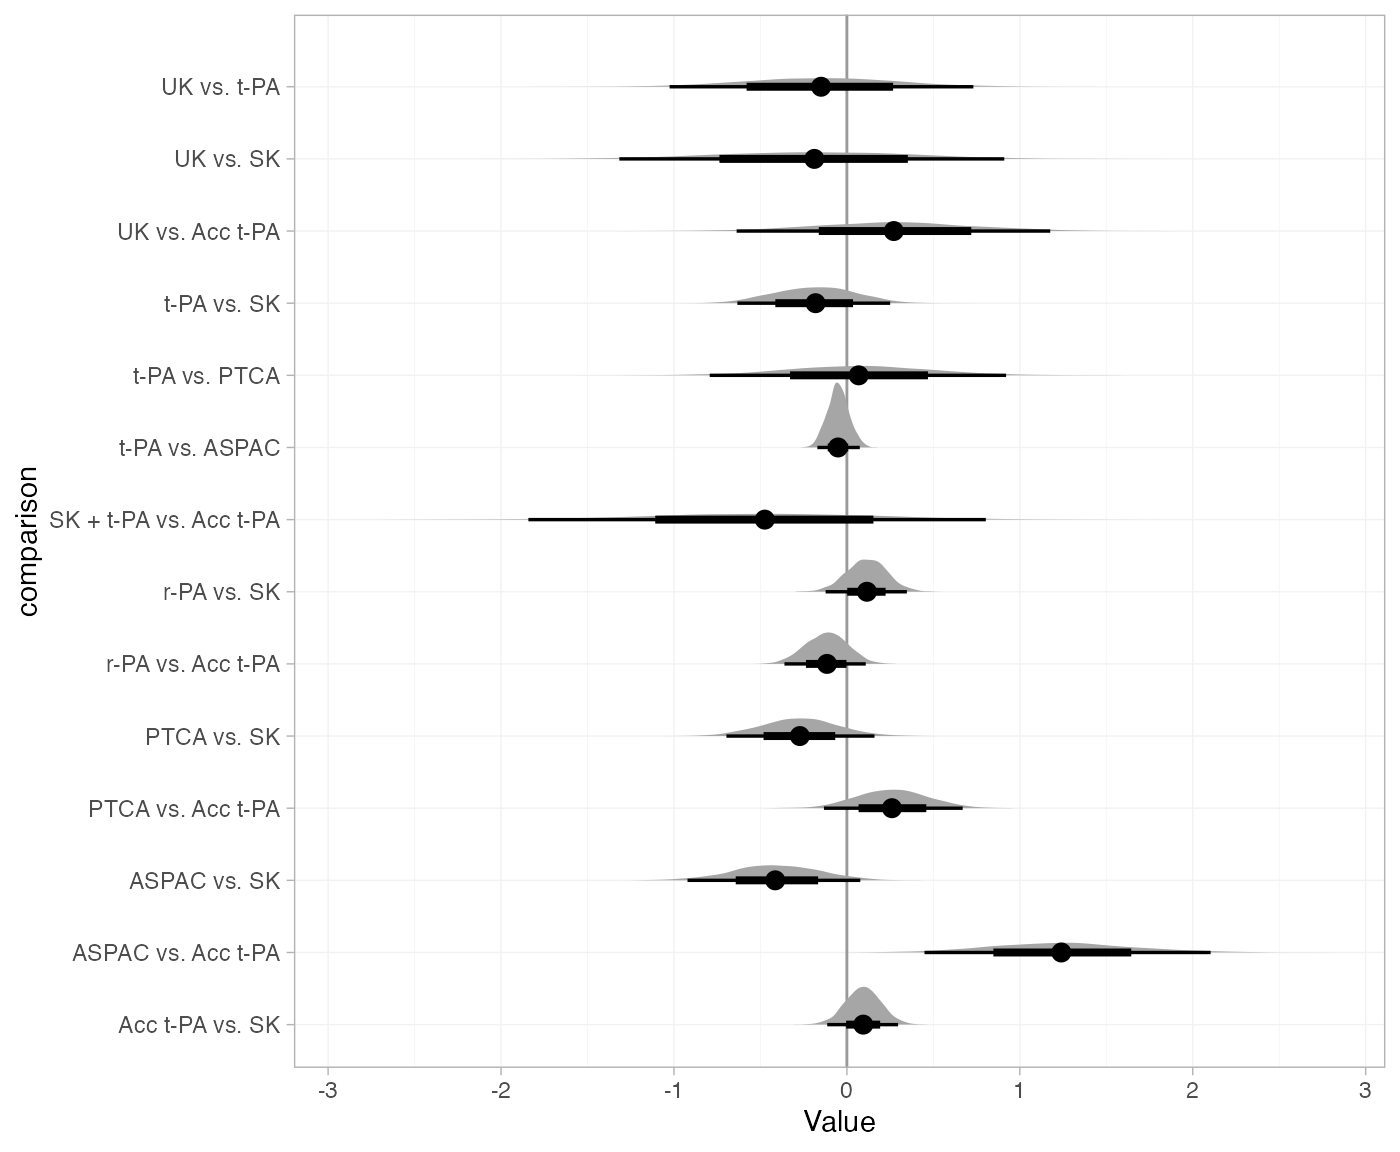 UK vs. t-PA
UK vs. SK
UK vs. Acc t-PA
t-PA vs. SK
t-PA vs. PTCA
t-PA vs. ASPAC
SK + t-PA vs. Acc t-PA
r-PA vs. SK
r-PA vs. Acc t-PA
PTCA vs. SK
PTCA vs. Acc t-PA
ASPAC vs. SK
ASPAC vs. Acc t-PA
Acc t-PA vs. SK
comparison
-3 -2 -1 0 1 2 3
Value